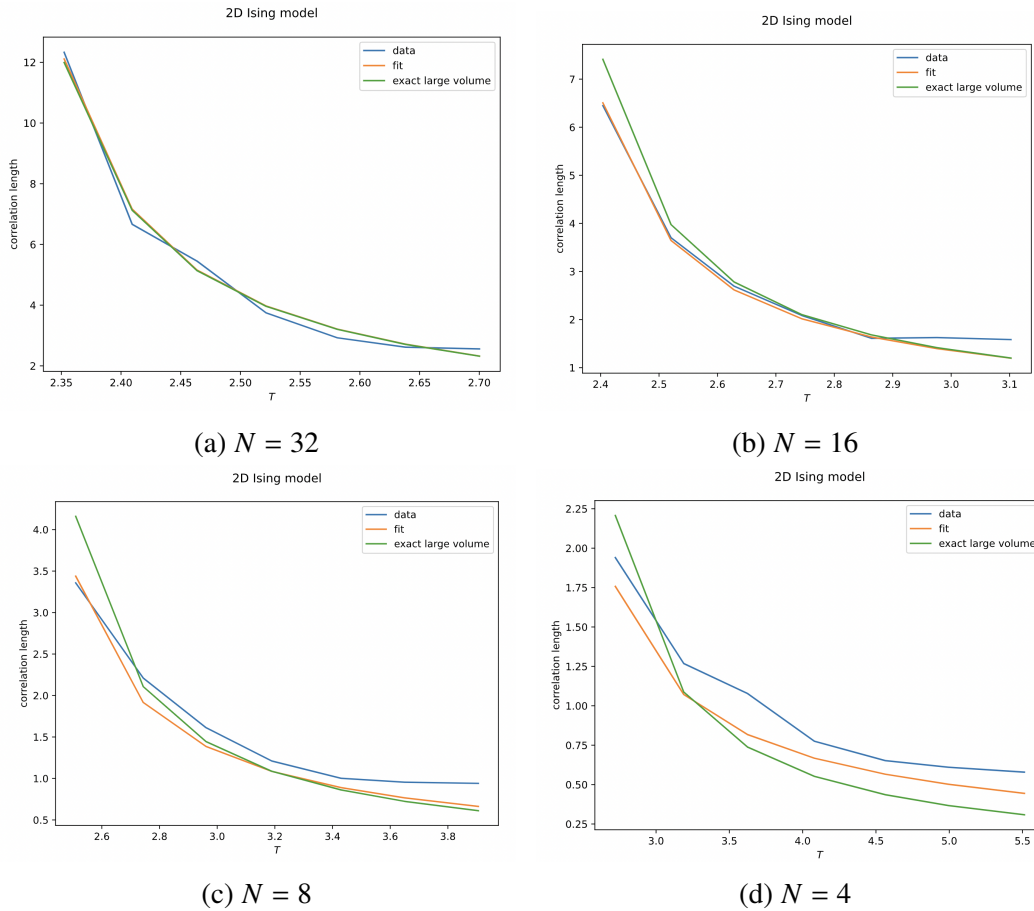 2D Ising model
data
fit
exact large volume
correlation length
12
10
8
6
4
2
2.35 2.40 2.45 2.50 2.55 2.60 2.65 2.70
T
(a) N = 32
2D Ising model
data
fit
exact large volume
correlation length
7
6
5
4
3
2
1
2.4 2.5 2.6 2.7 2.8 2.9 3.0 3.1
T
(b) N = 16
2D Ising model
data
fit
exact large volume
correlation length
4.0
3.5
3.0
2.5
2.0
1.5
1.0
0.5
2.6 2.8 3.0 3.2 3.4 3.6 3.8
T
(c) N = 8
2D Ising model
data
fit
exact large volume
correlation length
2.25
2.00
1.75
1.50
1.25
1.00
0.75
0.50
0.25
3.0 3.5 4.0 4.5 5.0 5.5
T
(d) N = 4